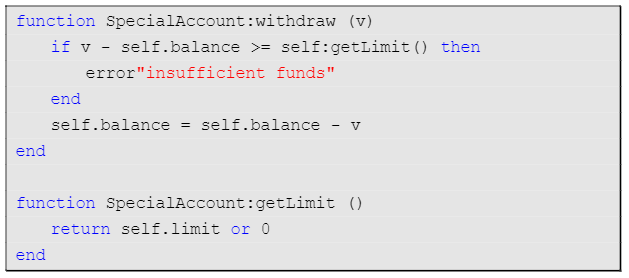 function SpecialAccount:withdraw (v)
if v - self.balance >= self:getLimit() then
error"insufficient funds"
end
self.balance = self.balance - v
end
function SpecialAccount:getLimit ()
return self.limit or 0
end